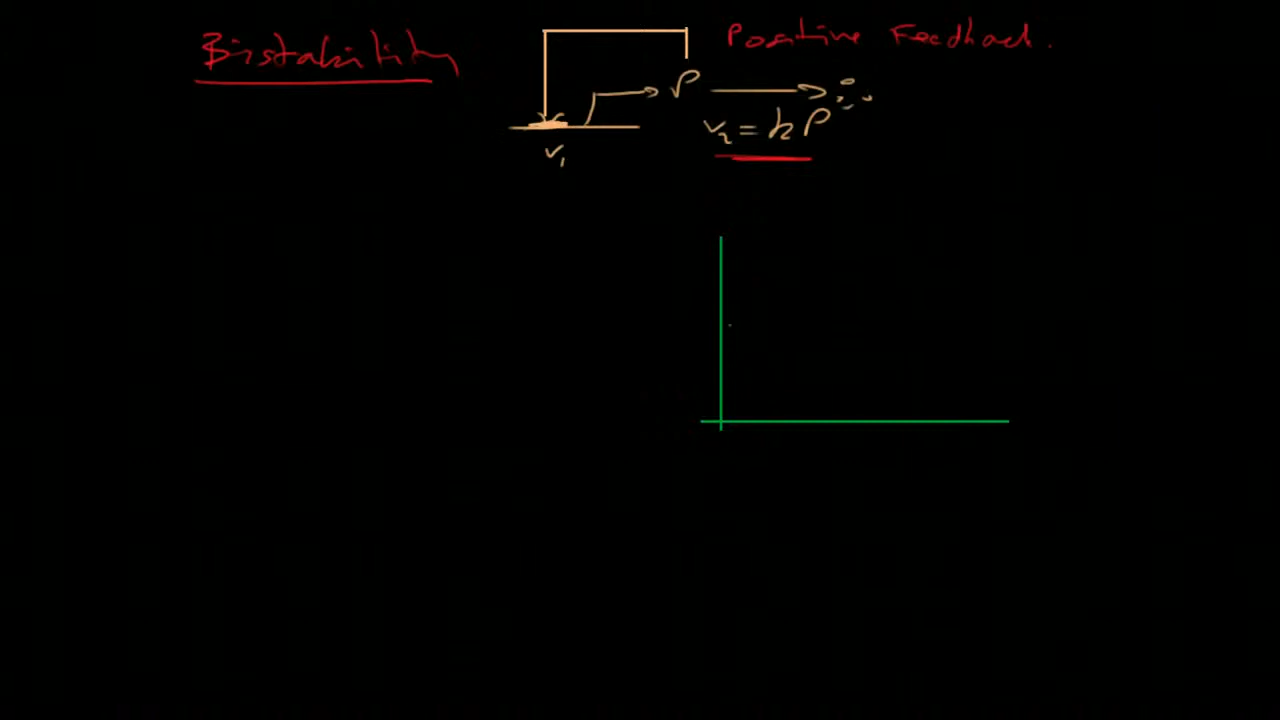 Bistability
Positive Feedback.
P
v₂ = k P
v₁